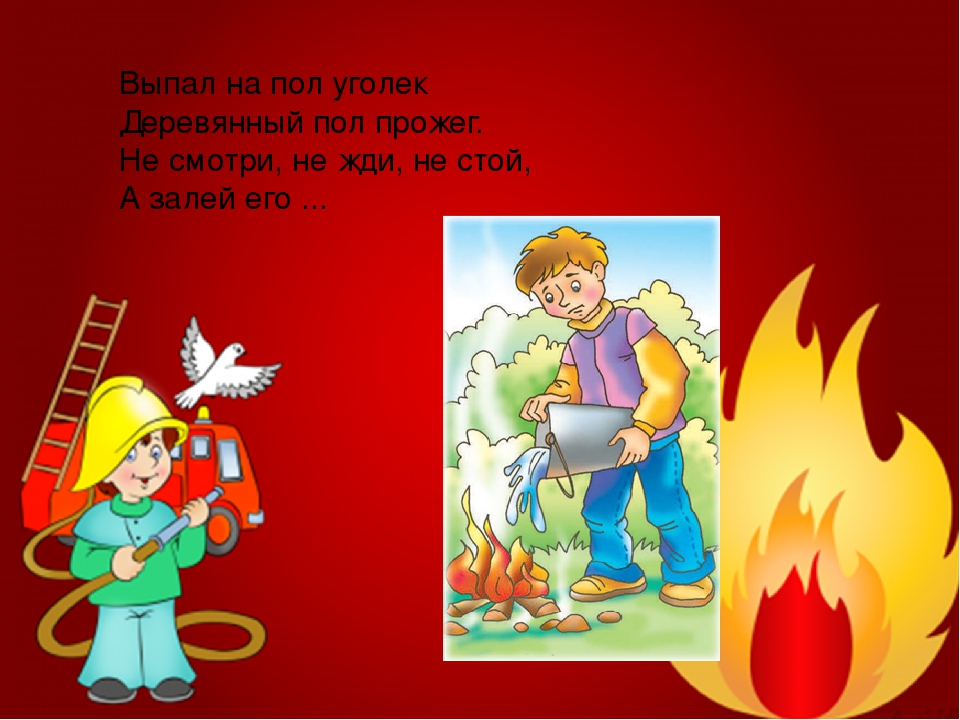 Выпал на пол уголек
Деревянный пол прожег.
Не смотри, не жди, не стой,
А залей его ...